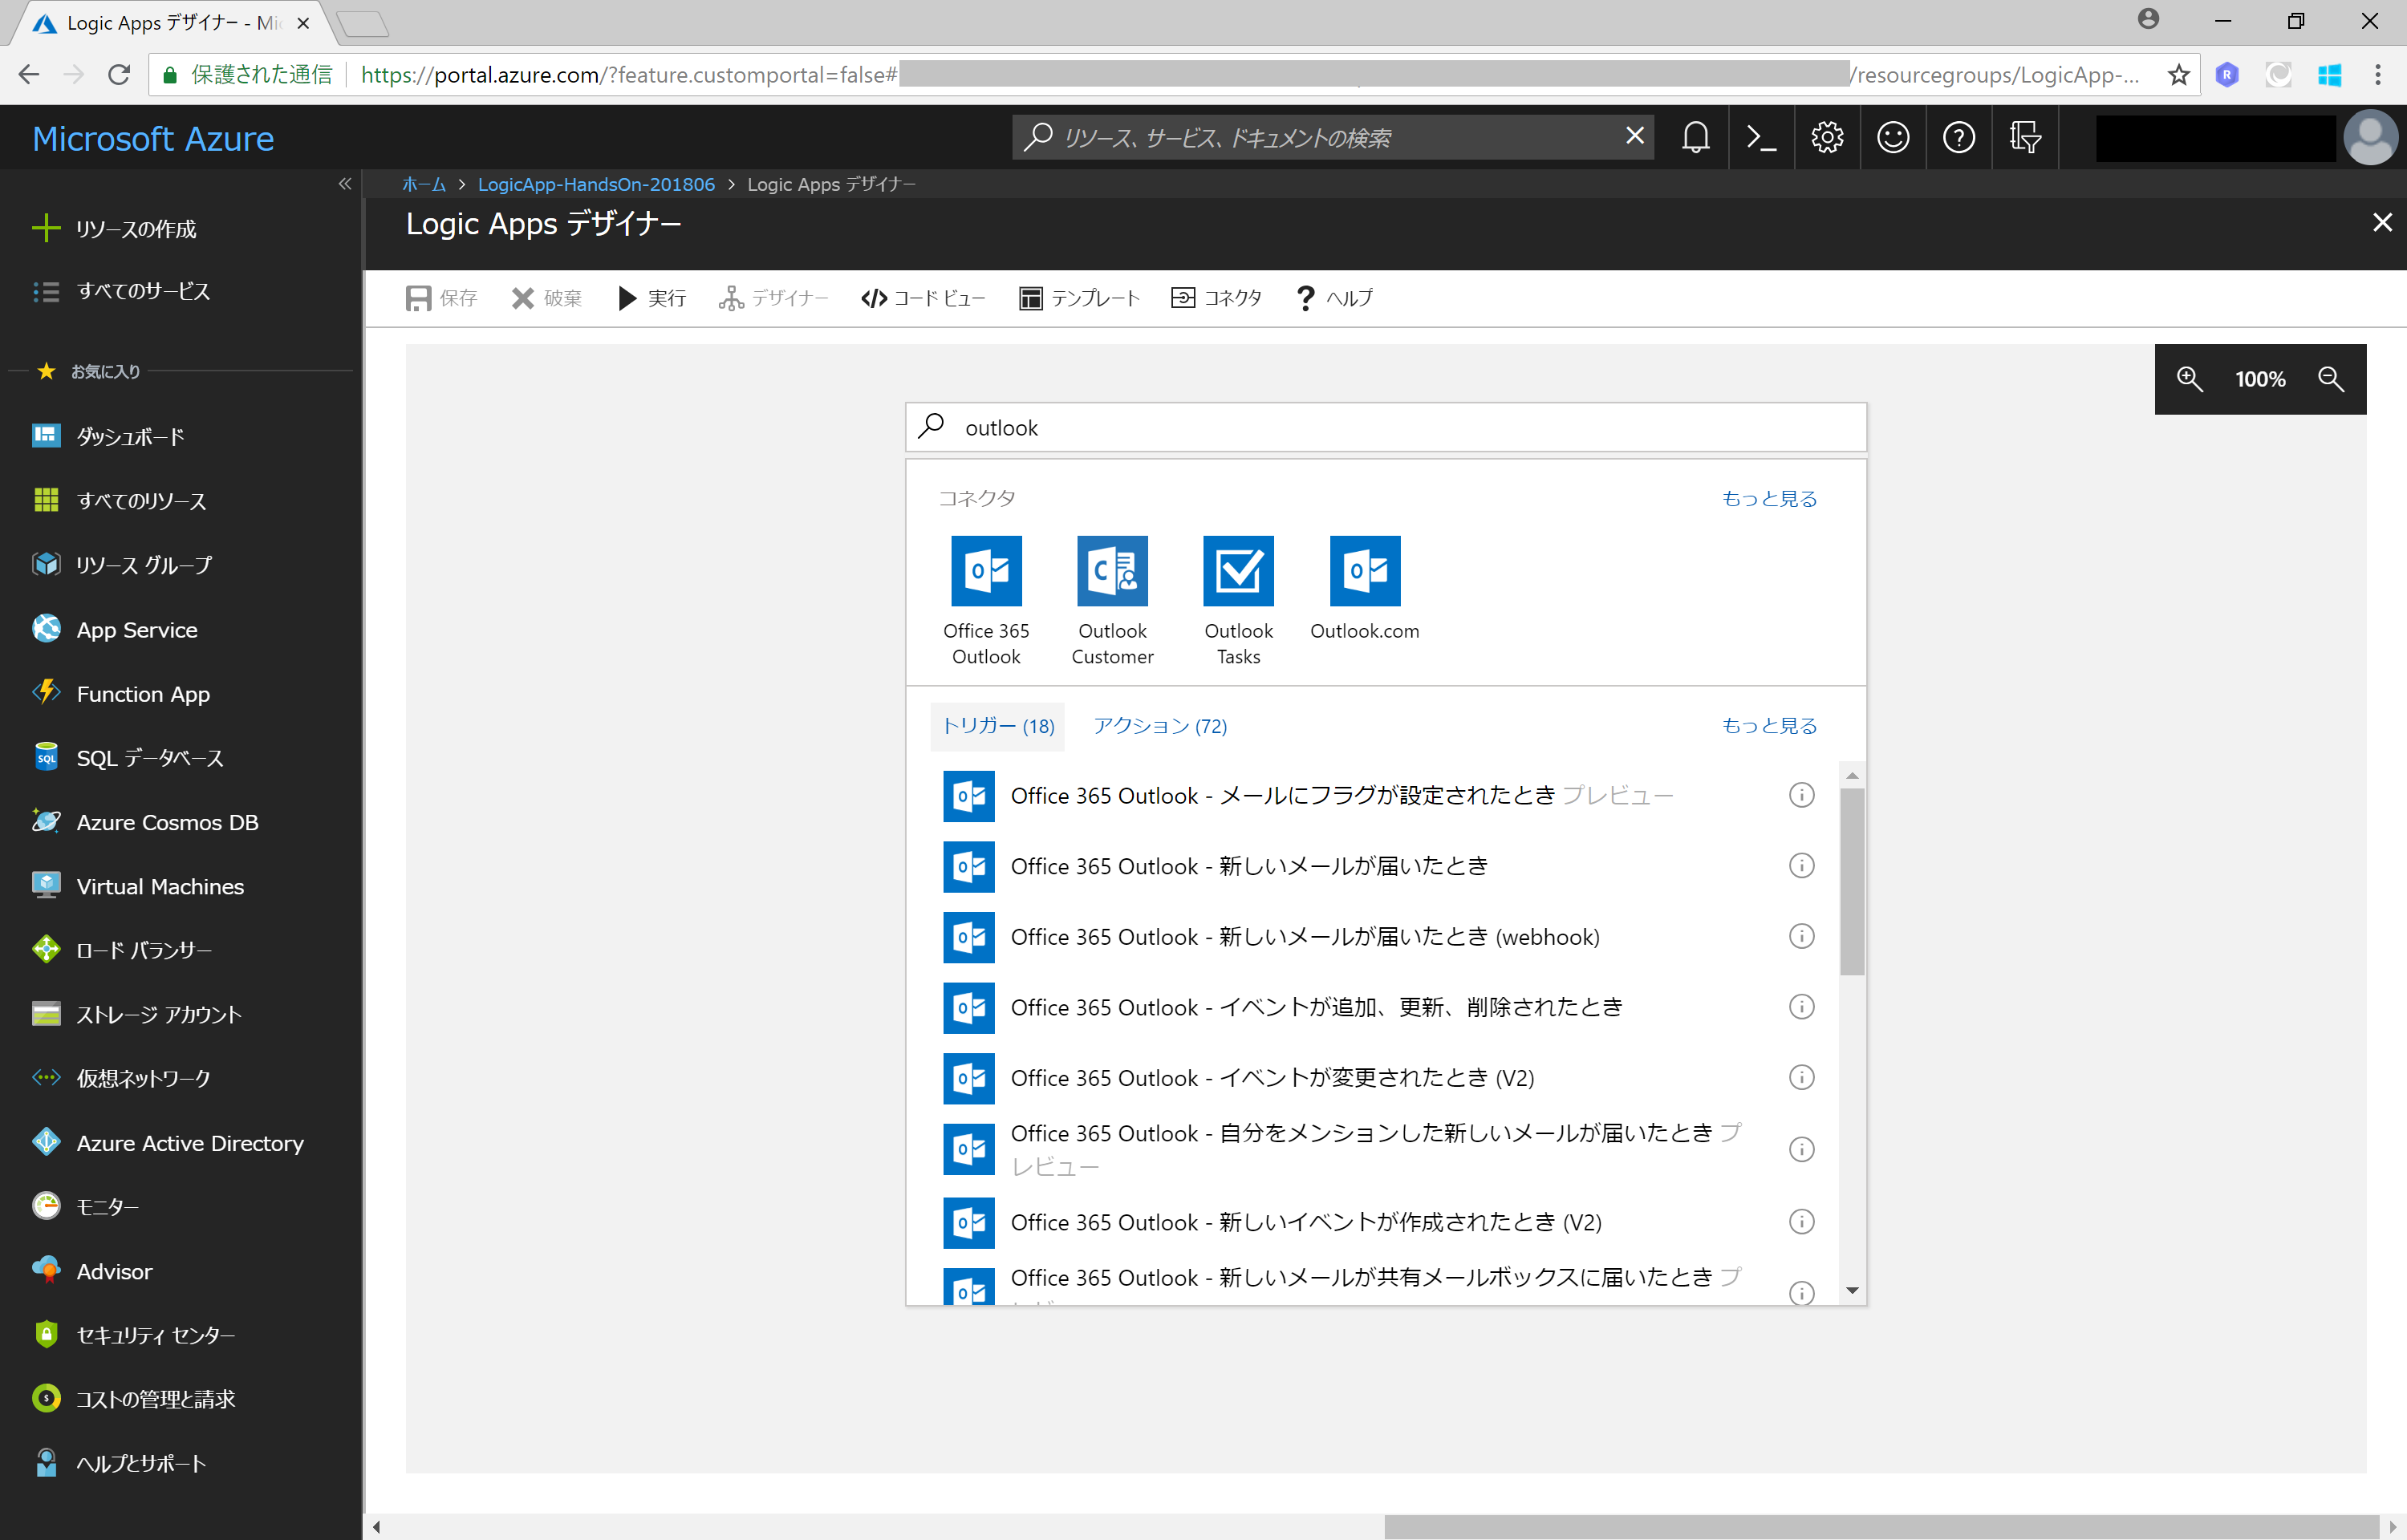 Logic Apps デザイナー - Mi
保護された通信
https://portal.azure.com/?feature.customportal=false#
/resourcegroups/LogicApp-...
Microsoft Azure
リソース、サービス、ドキュメントの検索
リソースの作成
すべてのサービス
お気に入り
ダッシュボード
すべてのリソース
リソース グループ
App Service
Function App
SQL データベース
Azure Cosmos DB
Virtual Machines
ロード バランサー
ストレージ アカウント
仮想ネットワーク
Azure Active Directory
モニター
Advisor
セキュリティ センター
コストの管理と請求
ヘルプとサポート
ホーム > LogicApp-HandsOn-201806 > Logic Apps デザイナー
Logic Apps デザイナー
保存 破棄 実行 デザイナー コード ビュー テンプレート コネクタ ヘルプ
100%
outlook
コネクタ もっと見る
Office 365 Outlook
Outlook Customer
Outlook Tasks
Outlook.com
トリガー (18) アクション (72) もっと見る
Office 365 Outlook - メールにフラグが設定されたとき プレビュー
Office 365 Outlook - 新しいメールが届いたとき
Office 365 Outlook - 新しいメールが届いたとき (webhook)
Office 365 Outlook - イベントが追加、更新、削除されたとき
Office 365 Outlook - イベントが変更されたとき (V2)
Office 365 Outlook - 自分をメンションした新しいメールが届いたとき プ
レビュー
Office 365 Outlook - 新しいイベントが作成されたとき (V2)
Office 365 Outlook - 新しいメールが共有メールボックスに届いたとき プ